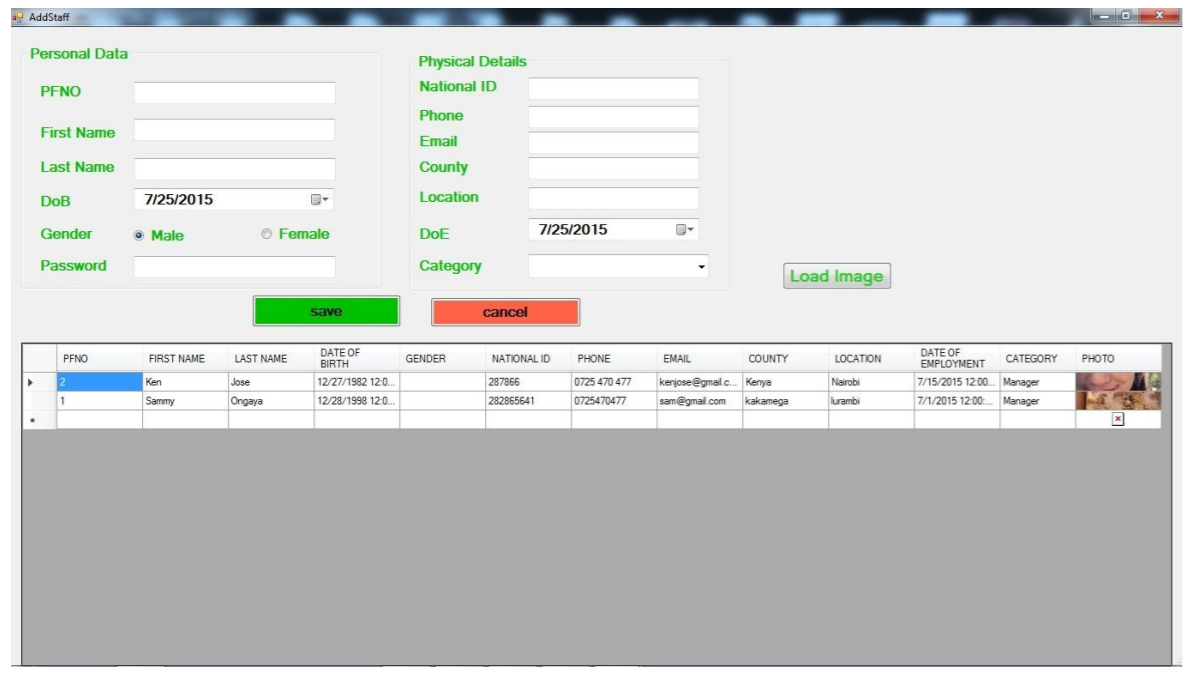 AddStaff
Personal Data
PFNO
First Name
Last Name
DoB 7/25/2015
Gender Male Female
Password
Physical Details
National ID
Phone
Email
County
Location
DoE 7/25/2015
Category
Load Image
save cancel
PFNO FIRST NAME LAST NAME DATE OF BIRTH GENDER NATIONAL ID PHONE EMAIL COUNTY LOCATION DATE OF EMPLOYMENT CATEGORY PHOTO
2 Ken Jose 12/27/1982 12:0... 287866 0725 470 477 kenjose@gmail.c... Kenya Nairobi 7/15/2015 12:00... Manager
1 Sammy Ongaya 12/28/1998 12:0... 282865641 0725470477 sam@gmail.com kakamega lurambi 7/1/2015 12:00:... Manager